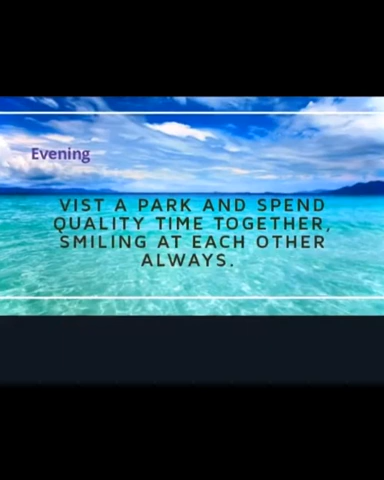 Evening
VIST A PARK AND SPEND
QUALITY TIME TOGETHER,
SMILING AT EACH OTHER
ALWAYS.